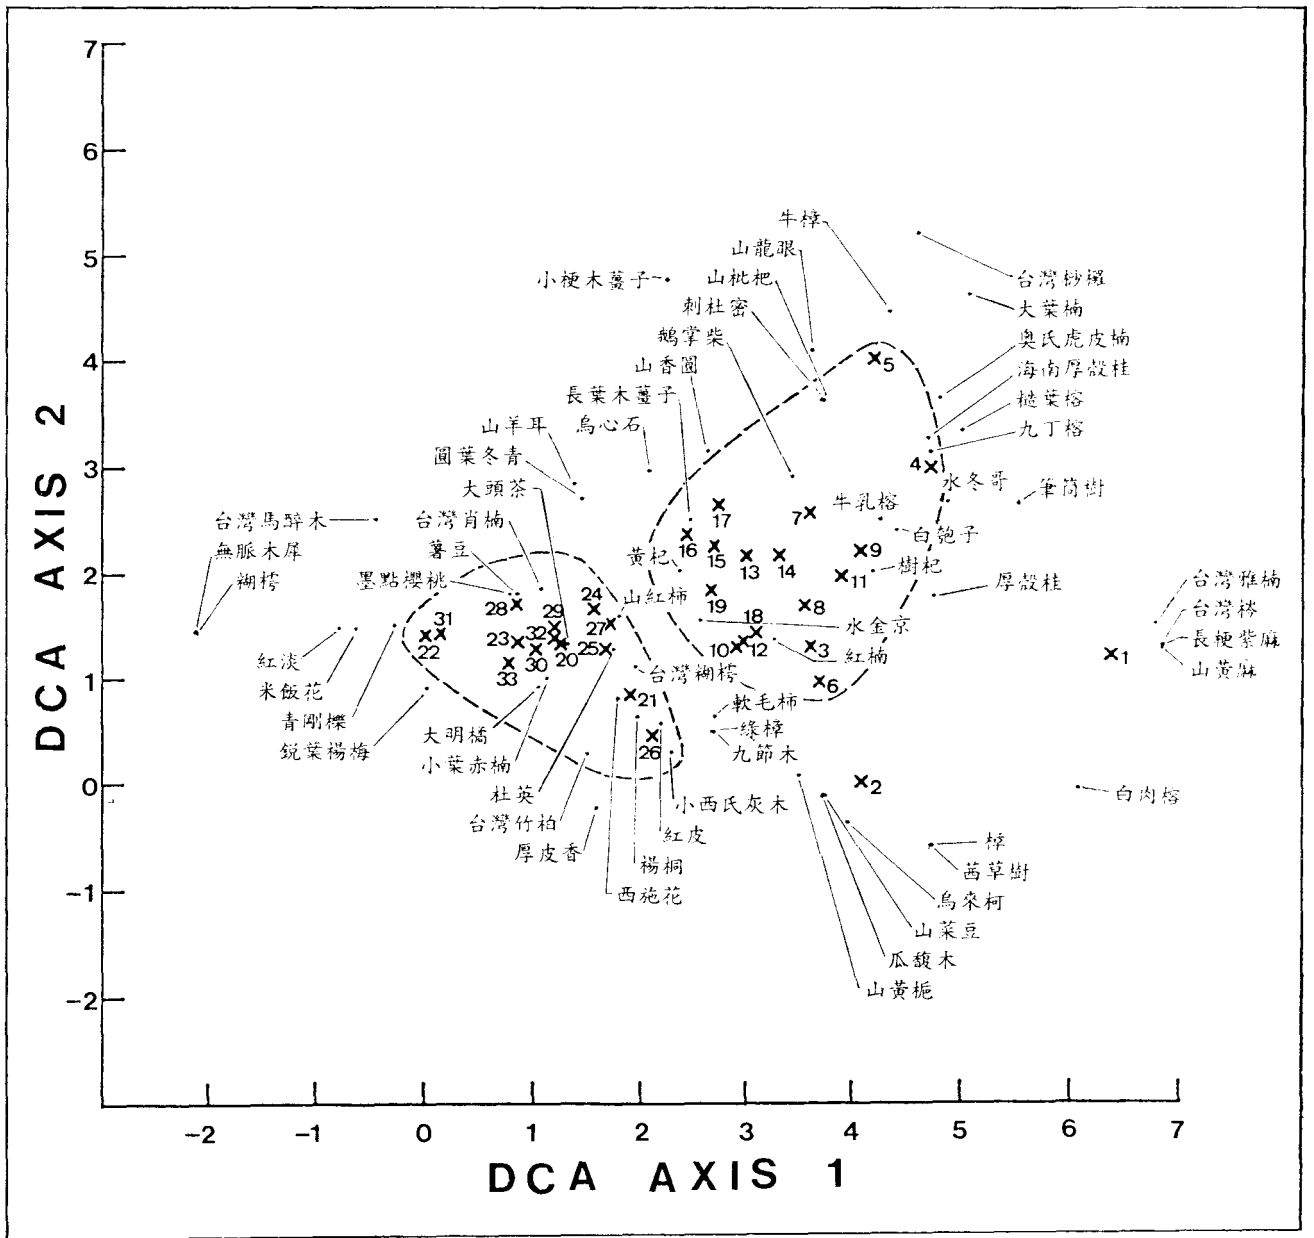 7
6
5
4
3
2
1
0
−1
−2
DCA AXIS 2
牛樟
山龍眼
山枇杷
刺杜密
鵝掌柴
山香圓
長葉木薑子
烏心石
小梗木薑子
台灣桫欏
大葉楠
奧氏虎皮楠
海南厚殼桂
糙葉榕
九丁榕
水冬哥
筆筒樹
山羊耳
圓葉冬青
大頭茶
台灣肖楠
薯豆
墨點櫻桃
台灣馬醉木
無脈木犀
糊樗
牛乳榕
白匏子
樹杞
厚殼桂
黃杞
山紅柿
水金京
紅楠
台灣雅楠
台灣梣
長梗紫麻
山黃麻
紅淡
米飯花
青剛櫟
銳葉楊梅
大明橘
小葉赤楠
杜英
台灣竹柏
厚皮香
台灣糊樗
軟毛柿
綠樟
九節木
小西氏灰木
紅皮
楊桐
西施花
白肉榕
樟
茜草樹
烏來柯
山菜豆
瓜馥木
山黃梔
5
4
17
7
16
15
13
14
9
11
19
8
18
10
12
3
6
1
2
24
28
29
27
31
22
23
32
20
25
30
33
21
26
−2
−1
0
1
2
3
4
5
6
7
DCA AXIS 1